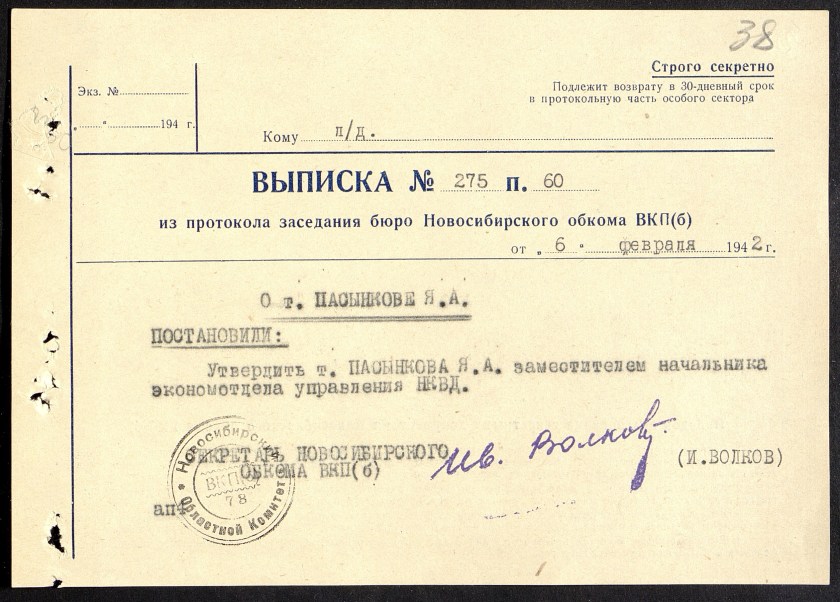 38
Строго секретно
Подлежит возврату в 30-дневный срок
в протокольную часть особого сектора
Экз. №
„ “ 194 г.
Кому п/д.
ВЫПИСКА № 275 п. 60
из протокола заседания бюро Новосибирского обкома ВКП(б)
от „ 6 “ февраля 1942 г.
О т. ПАСЫНКОВЕ Я.А.
ПОСТАНОВИЛИ:
Утвердить т. ПАСЫНКОВА Я.А. заместителем начальника
экономотдела управления НКВД.
СЕКРЕТАРЬ НОВОСИБИРСКОГО
ОБКОМА ВКП(б)
Ив. Волков
(И.ВОЛКОВ)
Новосибирский
ВКП(б)
78
Областной Комитет